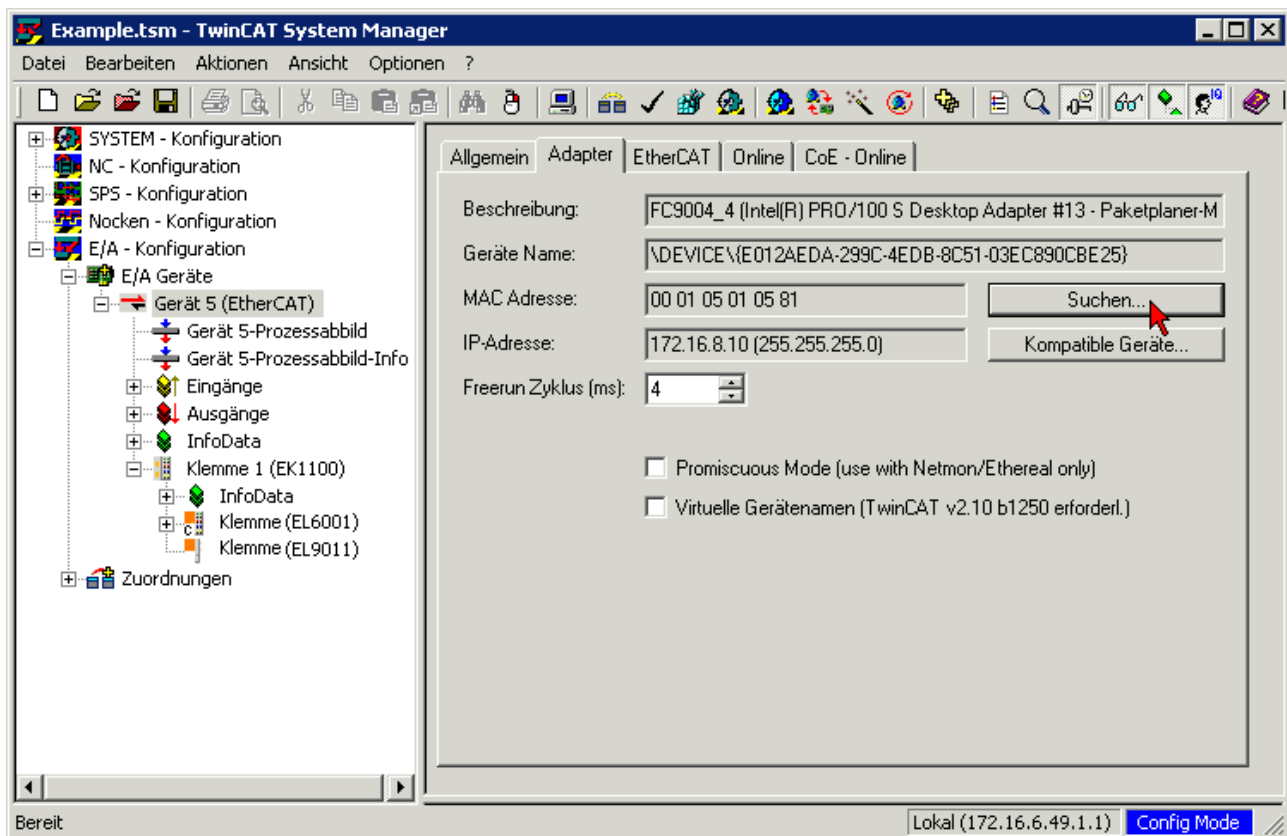 Example.tsm - TwinCAT System Manager
Datei Bearbeiten Aktionen Ansicht Optionen ?
SYSTEM - Konfiguration
NC - Konfiguration
SPS - Konfiguration
Nocken - Konfiguration
E/A - Konfiguration
E/A Geräte
Gerät 5 (EtherCAT)
Gerät 5-Prozessabbild
Gerät 5-Prozessabbild-Info
Eingänge
Ausgänge
InfoData
Klemme 1 (EK1100)
InfoData
Klemme (EL6001)
Klemme (EL9011)
Zuordnungen
Allgemein Adapter EtherCAT Online CoE - Online
Beschreibung: FC9004_4 (Intel(R) PRO/100 S Desktop Adapter #13 - Paketplaner-M
Geräte Name: \DEVICE\{E012AEDA-299C-4EDB-8C51-03EC890CBE25}
MAC Adresse: 00 01 05 01 05 81 Suchen...
IP-Adresse: 172.16.8.10 (255.255.255.0) Kompatible Geräte...
Freerun Zyklus (ms): 4
Promiscuous Mode (use with Netmon/Ethereal only)
Virtuelle Gerätenamen (TwinCAT v2.10 b1250 erforderl.)
Bereit Lokal (172.16.6.49.1.1) Config Mode